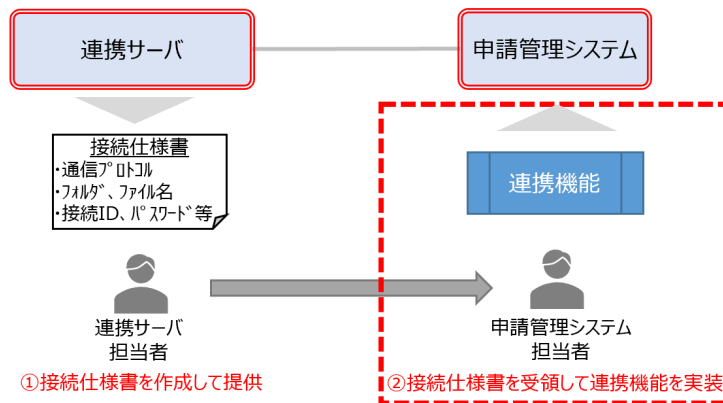 連携サーバ
申請管理システム
接続仕様書
・通信ﾌﾟﾛﾄｺﾙ
・ﾌｫﾙﾀﾞ、ﾌｧｲﾙ名
・接続ID、ﾊﾟｽﾜｰﾄﾞ等
連携機能
連携サーバ
担当者
申請管理システム
担当者
①接続仕様書を作成して提供
②接続仕様書を受領して連携機能を実装